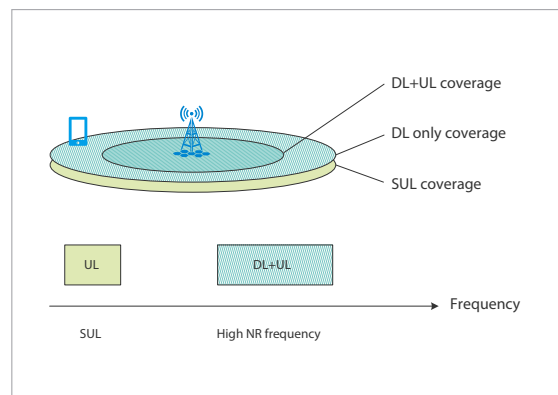 DL+UL coverage
DL only coverage
SUL coverage
UL
DL+UL
Frequency
SUL
High NR frequency